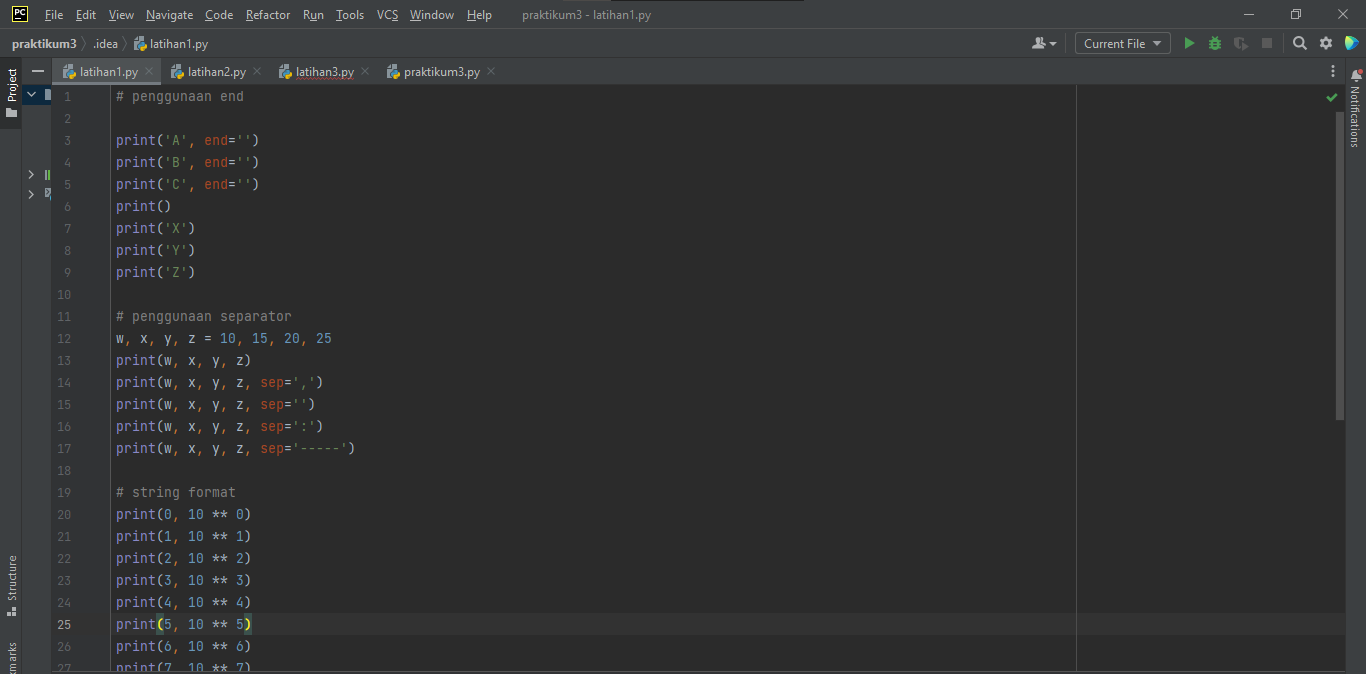 PC File Edit View Navigate Code Refactor Run Tools VCS Window Help praktikum3 - latihan1.py
praktikum3 .idea latihan1.py Current File
Project latihan1.py latihan2.py latihan3.py praktikum3.py Notifications
1 # penggunaan end
2
3 print('A', end='')
4 print('B', end='')
5 print('C', end='')
6 print()
7 print('X')
8 print('Y')
9 print('Z')
10
11 # penggunaan separator
12 w, x, y, z = 10, 15, 20, 25
13 print(w, x, y, z)
14 print(w, x, y, z, sep=',')
15 print(w, x, y, z, sep='')
16 print(w, x, y, z, sep=':')
17 print(w, x, y, z, sep='-----')
18
19 # string format
20 print(0, 10 ** 0)
21 print(1, 10 ** 1)
22 print(2, 10 ** 2)
23 print(3, 10 ** 3)
24 print(4, 10 ** 4)
25 print(5, 10 ** 5)
26 print(6, 10 ** 6)
27 print(7, 10 ** 7)
Structure
kmarks